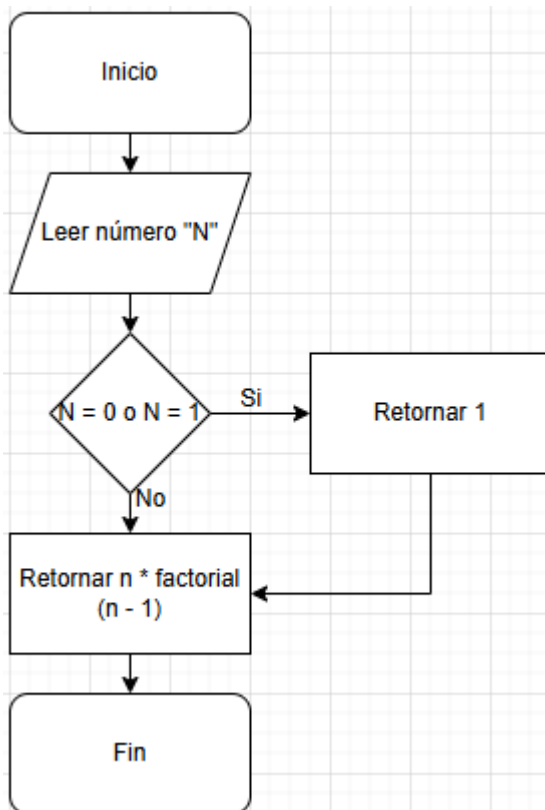 Inicio
Leer número "N"
N = 0 o N = 1
Si
Retornar 1
No
Retornar n * factorial
(n - 1)
Fin